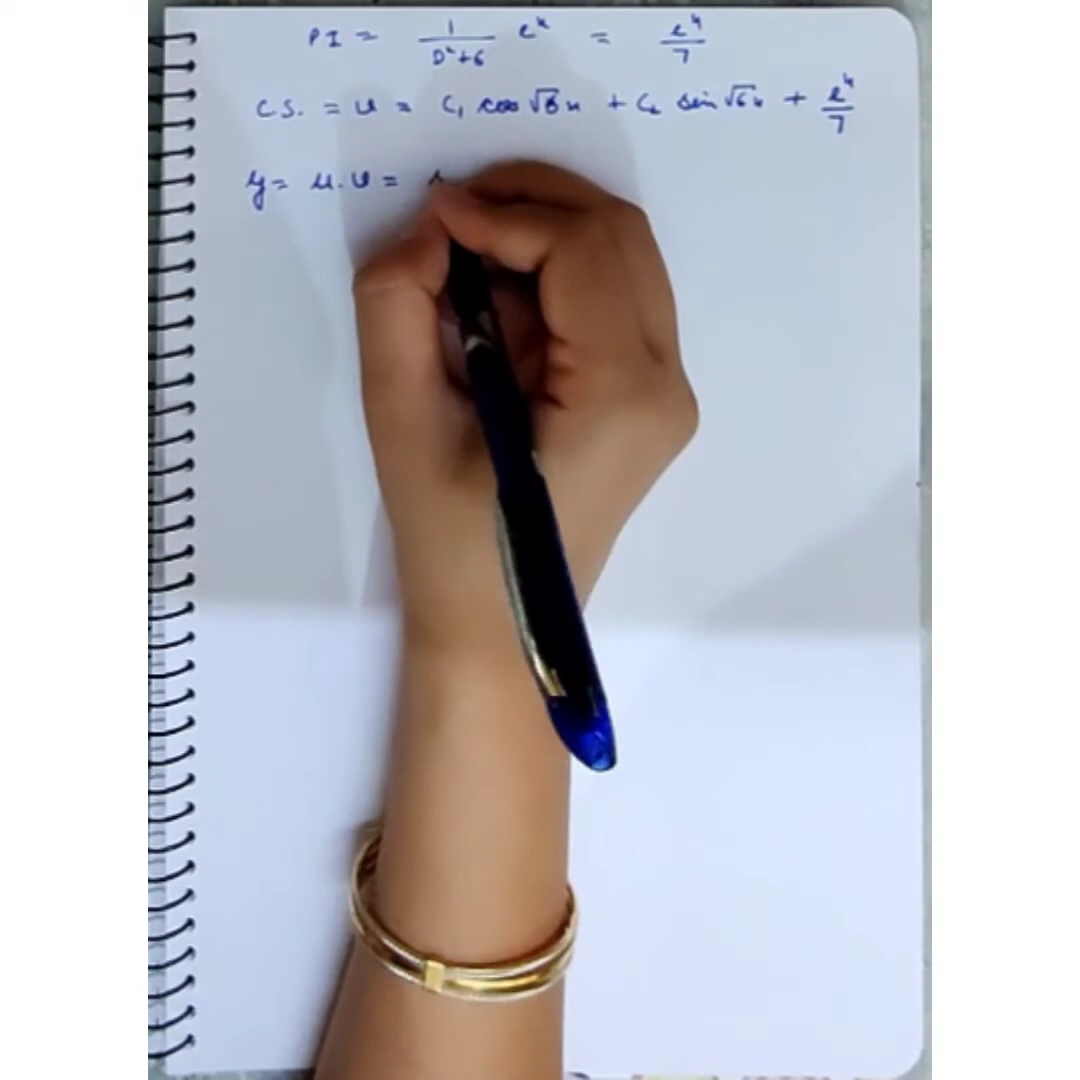 PI = 1/(D²+6) eˣ = eˣ/7
C.S. = v = C₁ cos √6x + C₂ sin √6x + eˣ/7
y = u.v =